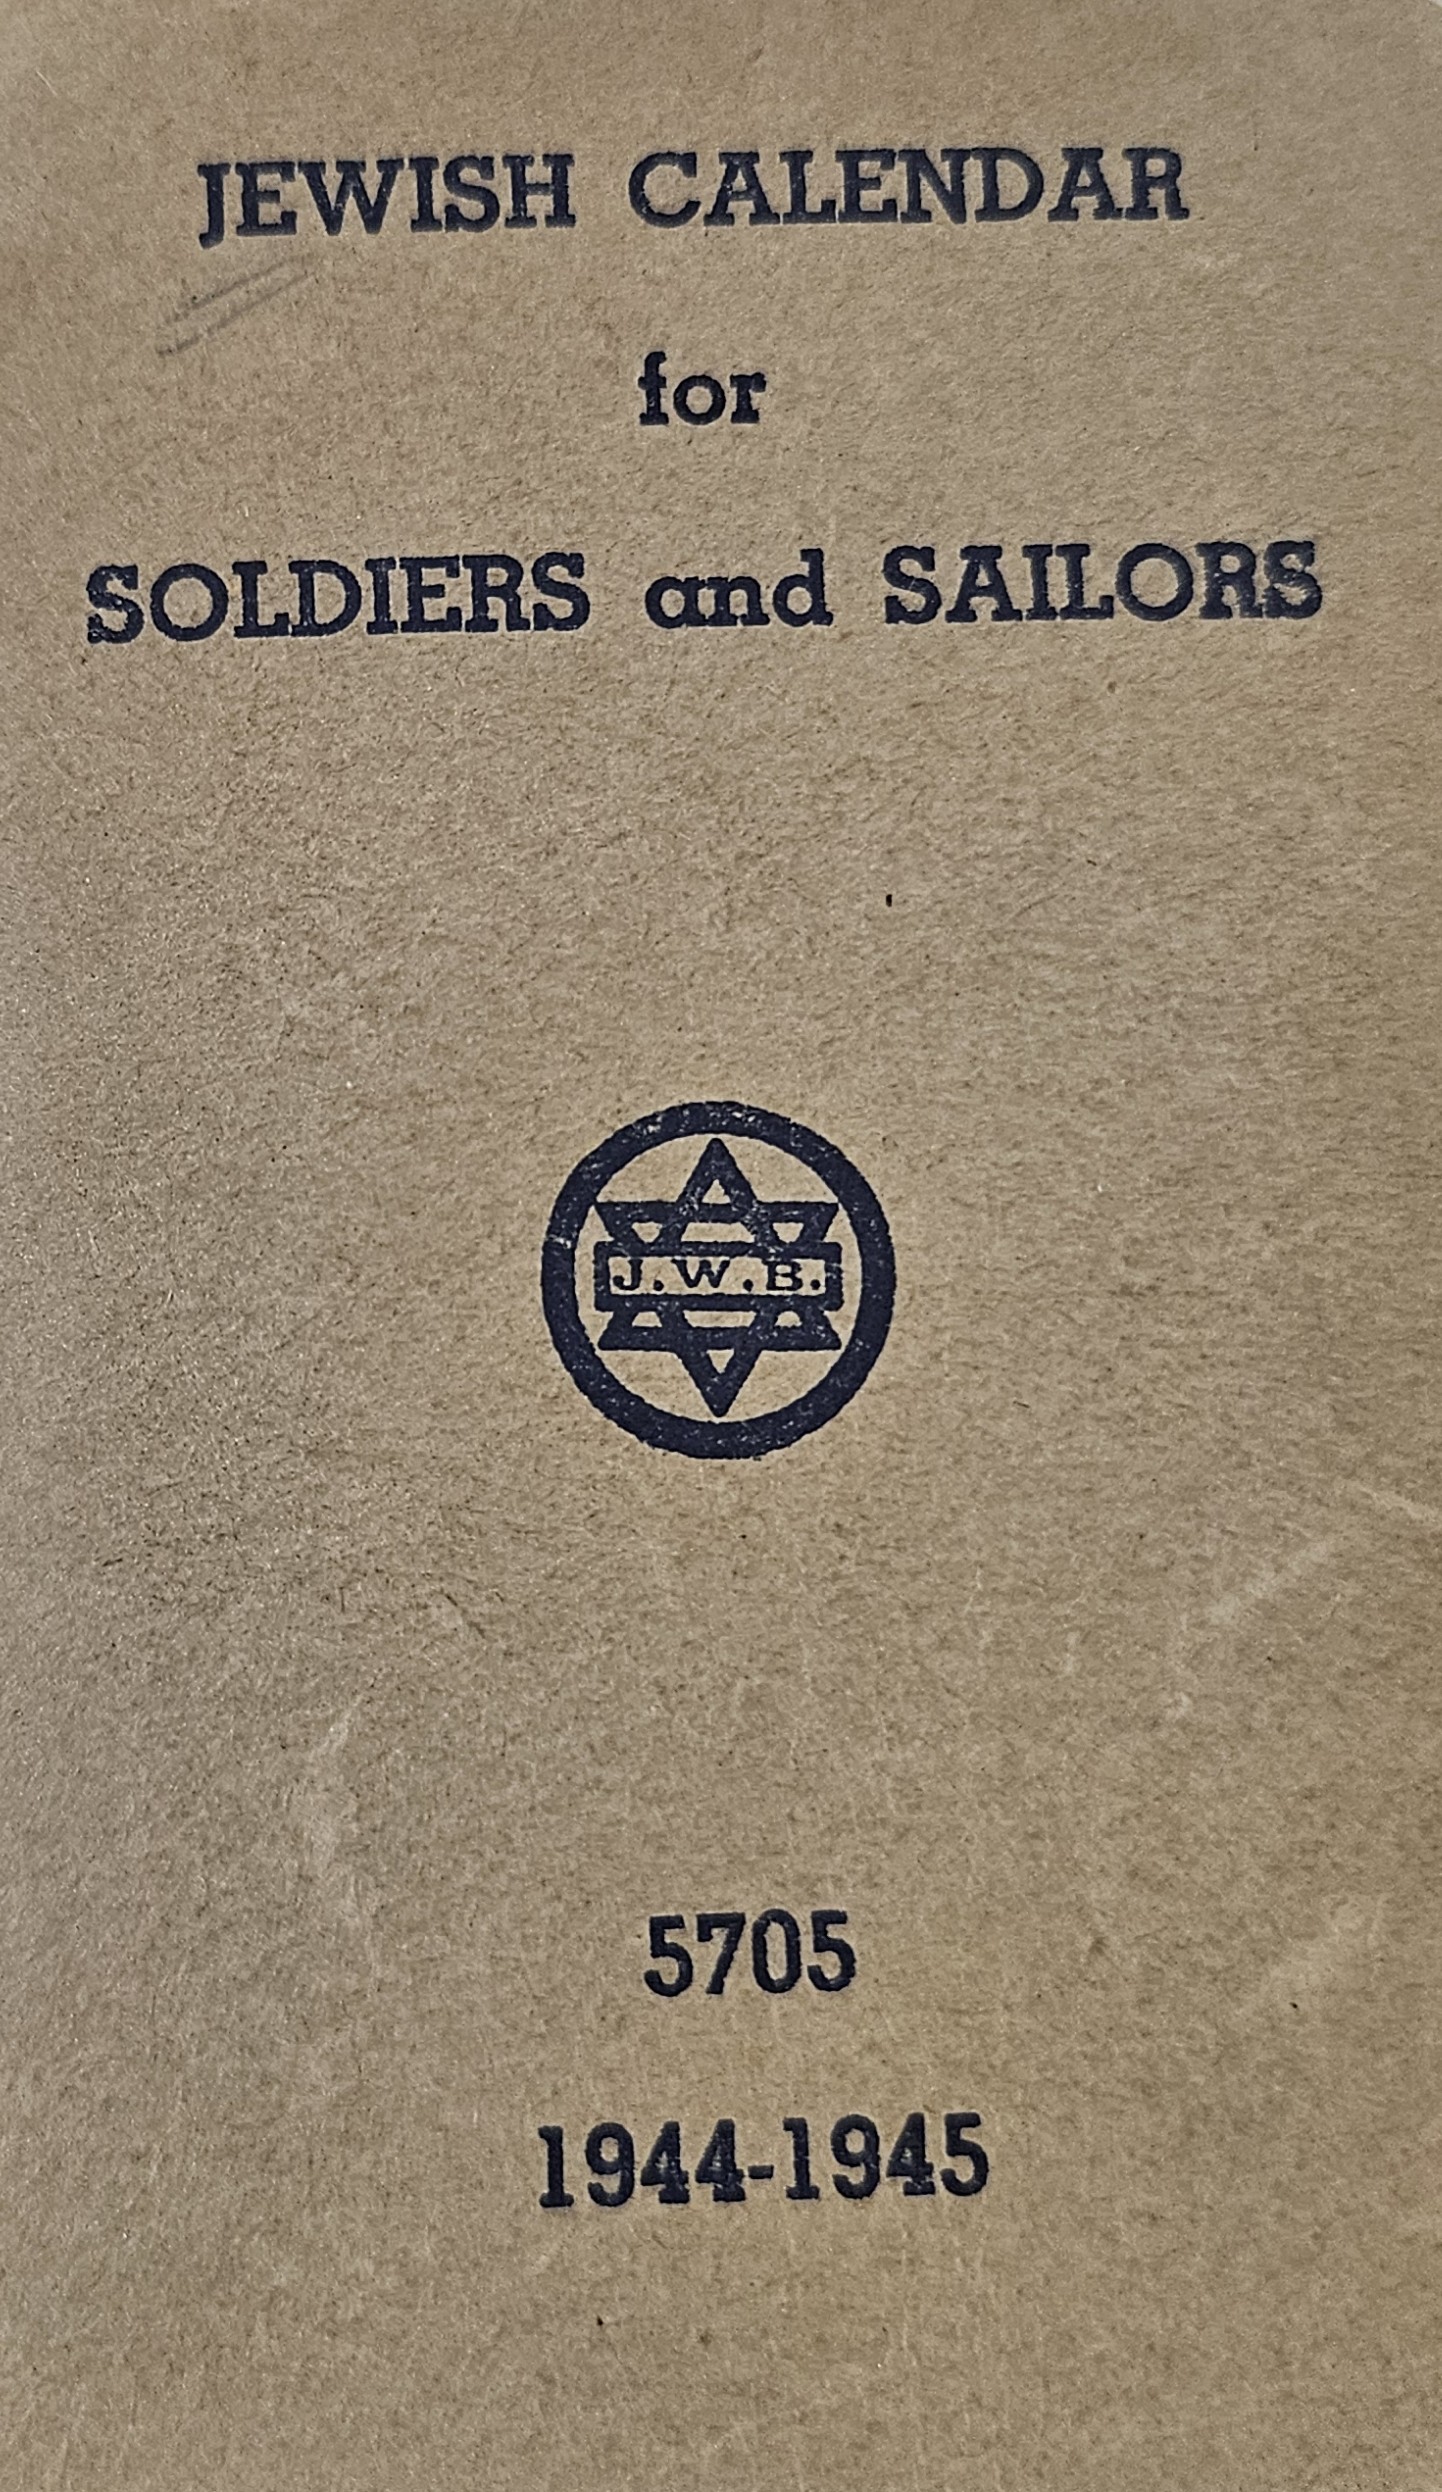 JEWISH CALENDAR
for
SOLDIERS and SAILORS
J.W.B.
5705
1944-1945